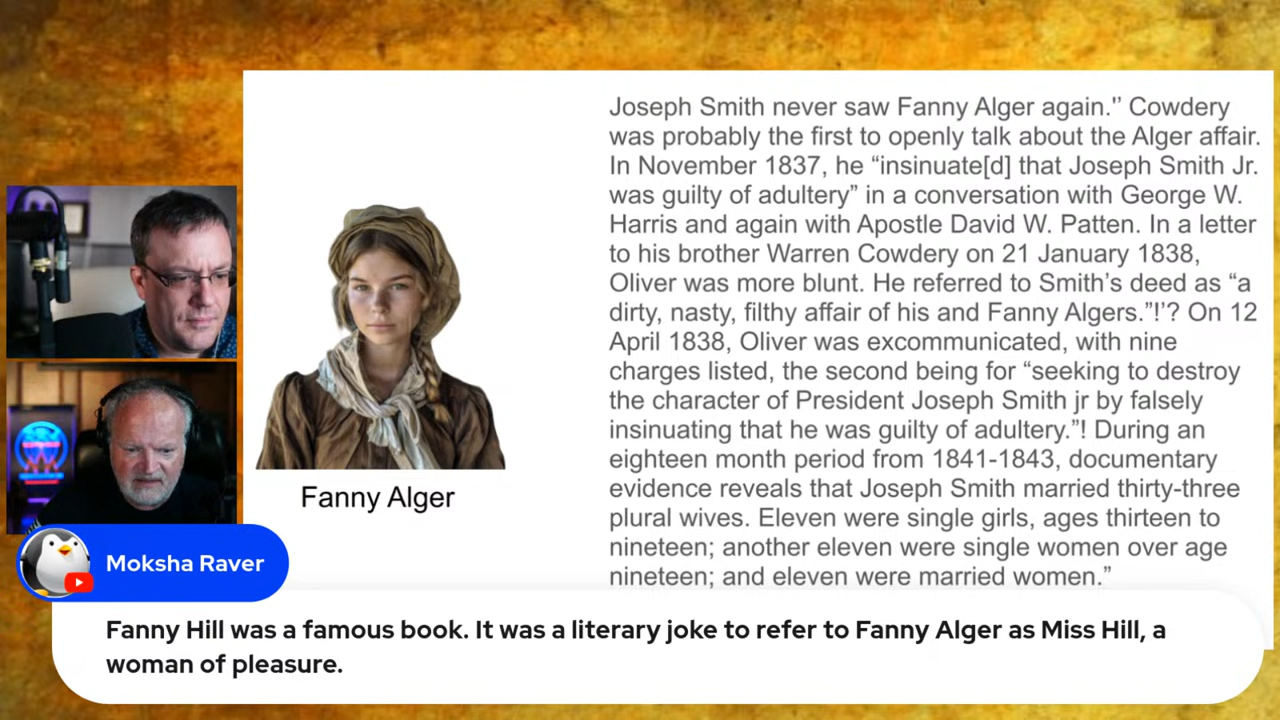 Joseph Smith never saw Fanny Alger again.'’ Cowdery
was probably the first to openly talk about the Alger affair.
In November 1837, he “insinuate[d] that Joseph Smith Jr.
was guilty of adultery” in a conversation with George W.
Harris and again with Apostle David W. Patten. In a letter
to his brother Warren Cowdery on 21 January 1838,
Oliver was more blunt. He referred to Smith’s deed as “a
dirty, nasty, filthy affair of his and Fanny Algers.”!’? On 12
April 1838, Oliver was excommunicated, with nine
charges listed, the second being for “seeking to destroy
the character of President Joseph Smith jr by falsely
insinuating that he was guilty of adultery.”! During an
eighteen month period from 1841-1843, documentary
evidence reveals that Joseph Smith married thirty-three
plural wives. Eleven were single girls, ages thirteen to
nineteen; another eleven were single women over age
nineteen; and eleven were married women.”
Fanny Alger
Moksha Raver
Fanny Hill was a famous book. It was a literary joke to refer to Fanny Alger as Miss Hill, a
woman of pleasure.